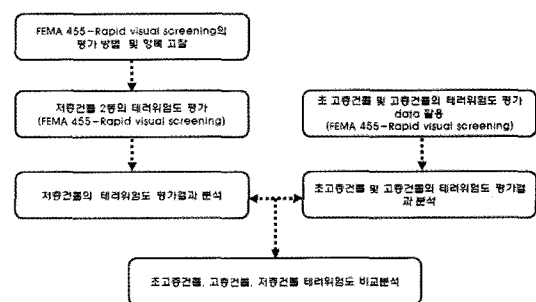 FEMA 455-Rapid visual screening의
평가 방법 및 항목 고찰
저층건물 2동의 테러위험도 평가
(FEMA 455-Rapid visual screening)
초 고층건물 및 고층건물의 테러위험도 평가
data 활용
(FEMA 455-Rapid visual screening)
저층건물의 테러위험도 평가결과 분석
초고층건물 및 고층건물의 테러위험도 평가결
과 분석
초고층건물, 고층건물, 저층건물 테러위험도 비교분석